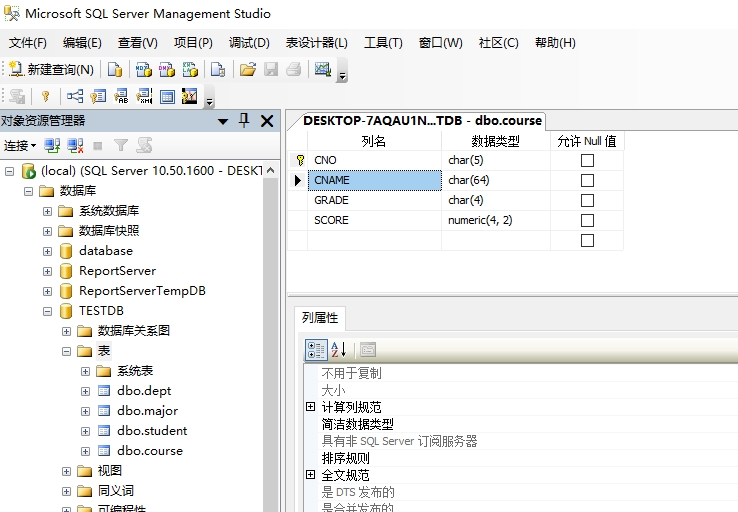 Microsoft SQL Server Management Studio
文件(F) 编辑(E) 查看(V) 项目(P) 调试(D) 表设计器(L) 工具(T) 窗口(W) 社区(C) 帮助(H)
新建查询(N)
对象资源管理器
连接
(local) (SQL Server 10.50.1600 - DESKT
数据库
系统数据库
数据库快照
database
ReportServer
ReportServerTempDB
TESTDB
数据库关系图
表
系统表
dbo.dept
dbo.major
dbo.student
dbo.course
视图
同义词
可编程性
DESKTOP-7AQAU1N...TDB - dbo.course
列名 数据类型 允许 Null 值
CNO char(5)
CNAME char(64)
GRADE char(4)
SCORE numeric(4, 2)
列属性
不用于复制
大小
计算列规范
简洁数据类型
具有非 SQL Server 订阅服务器
排序规则
全文规范
是 DTS 发布的
是合并发布的